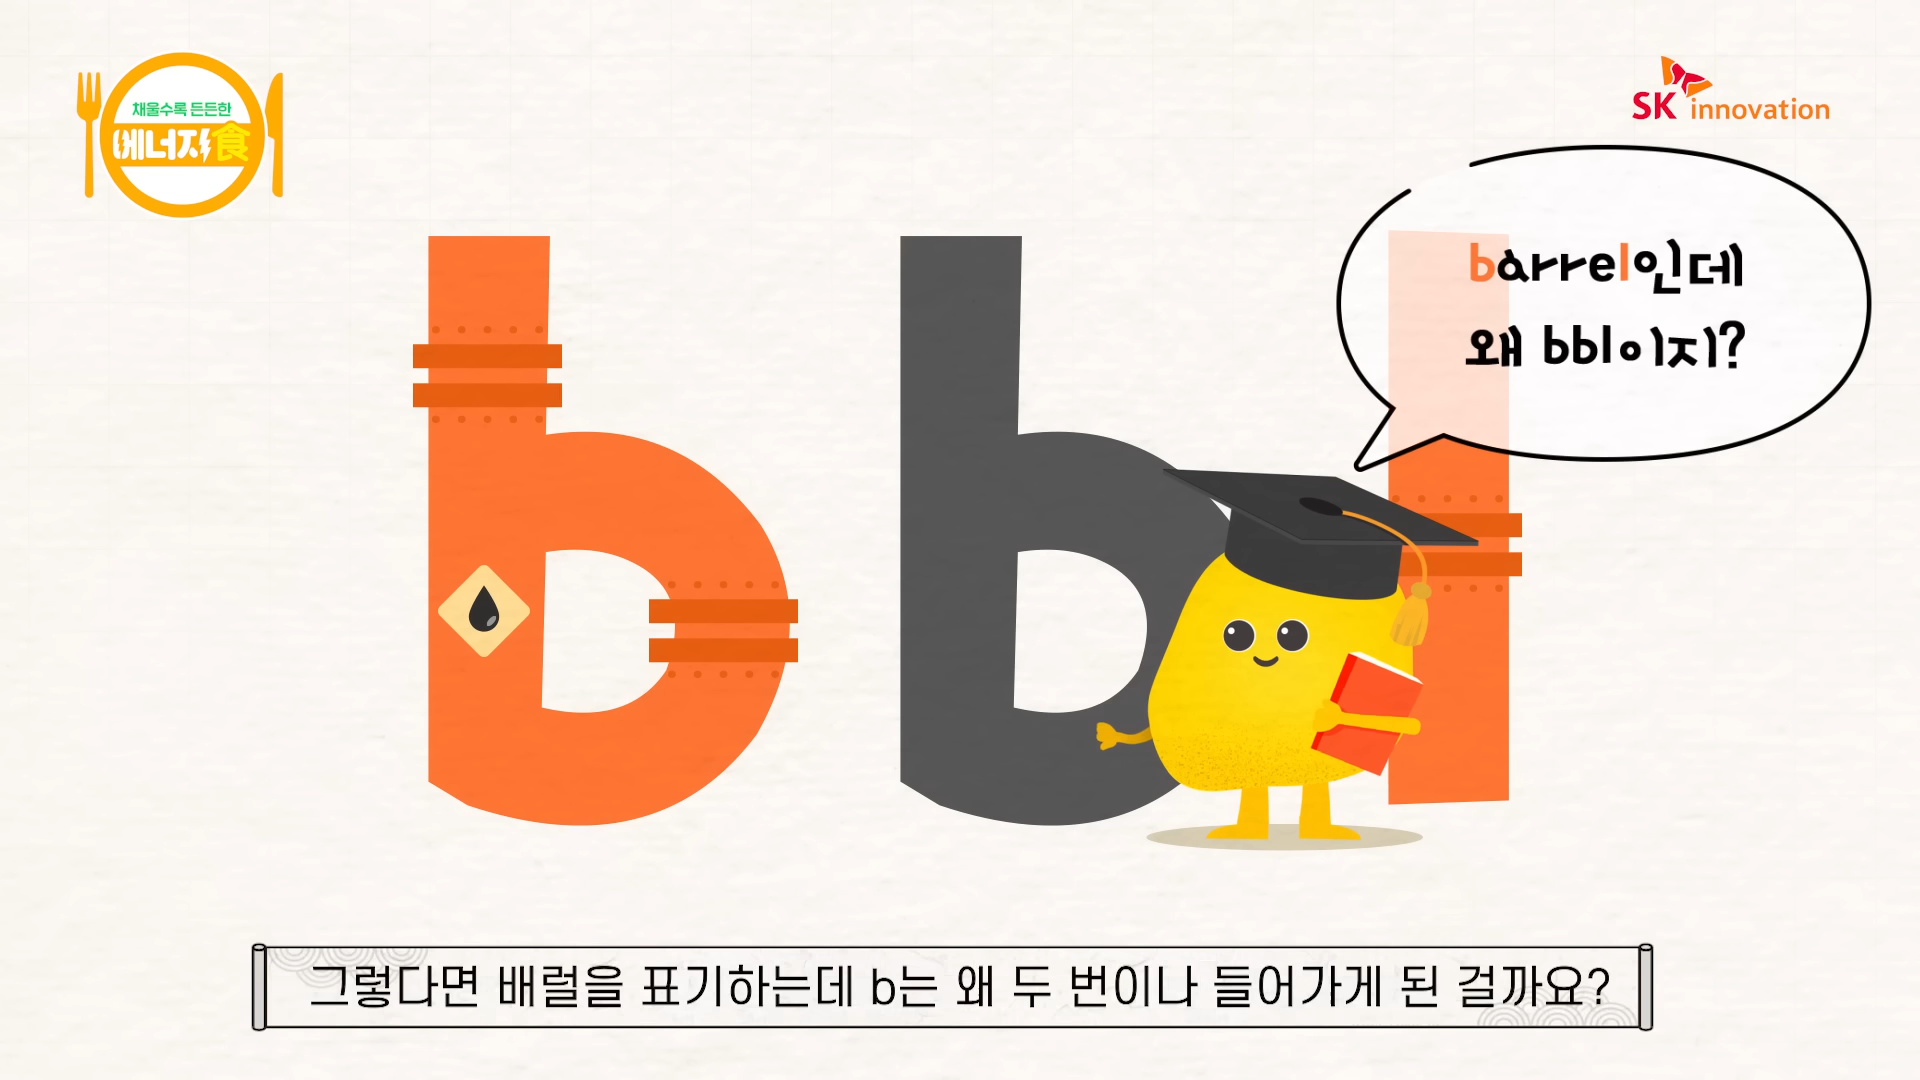 채울수록 든든한
에너지食
SK innovation
barrel인데
왜 bbl이지?
bbl
그렇다면 배럴을 표기하는데 b는 왜 두 번이나 들어가게 된 걸까요?